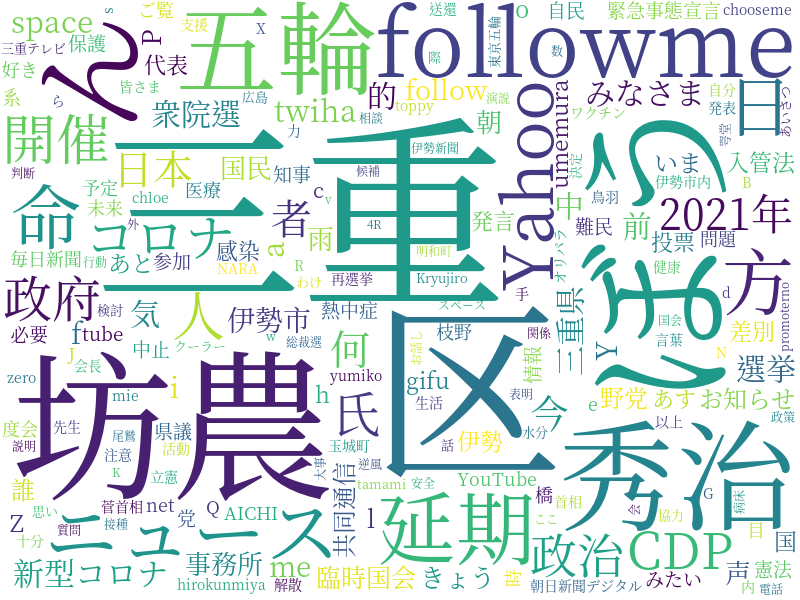 space
三重テレビ
好き
系
ら
s
ご覧
支援
P
保護
代表
皆さま
ん
五輪
送還
X
自民
o
東京五輪
際
緊急事態宣言
chooseme
数
followme
衆院選
広島
力
的
twiha
follow
相談
toppy
演説
みなさま
日
自分
発表
あいさつ
開催
日本
国民
知事
朝
伊勢新聞
候補
Yahoo
umemura
ワクチン
決定
咢堂
いま
入管法
伊勢市内
B
命
予定
未来
chloe
医療
c
v
判断
コロナ
者
4R
発言
中
難民
鳥羽
2021年
前
投票
問題
毎日新聞
行動
外
あと
参加
感染
a
雨
NARA
R
わけ
明和町
再選挙
Kryujiro
オリパラ
方
健康
d
promotemo
政府
人
気
伊勢市
熱中症
スペース
手
三重県
国会
言葉
必要
検討
f
tube
中止
クーラー
w
総裁選
何
枝野
関係
情報
Y
差別
N
J
会長
zero
mie
i
h
yumiko
お話し
gifu
生活
表明
今
e
野党
あす
お知らせ
選挙
政策
三重
区
んぼう
坊農
秀治
度会
先生
尾鷲
説明
注意
県議
活動
氏
玉城町
話
水分
伊勢
以上
誰
K
立憲
菅首相
net
党
Q
AICHI
大事
逆風
共同通信
l
tamami
安全
YouTube
橋
G
病床
声
国
Z
思い
質問
十分
接種
ニュース
延期
政治
CDP
ここ
首相
会
協力
目
憲法
新型コロナ
事務所
me
hirokunmiya
解散
臨時国会
きょう
時
朝日新聞デジタル
みたい
内
電話